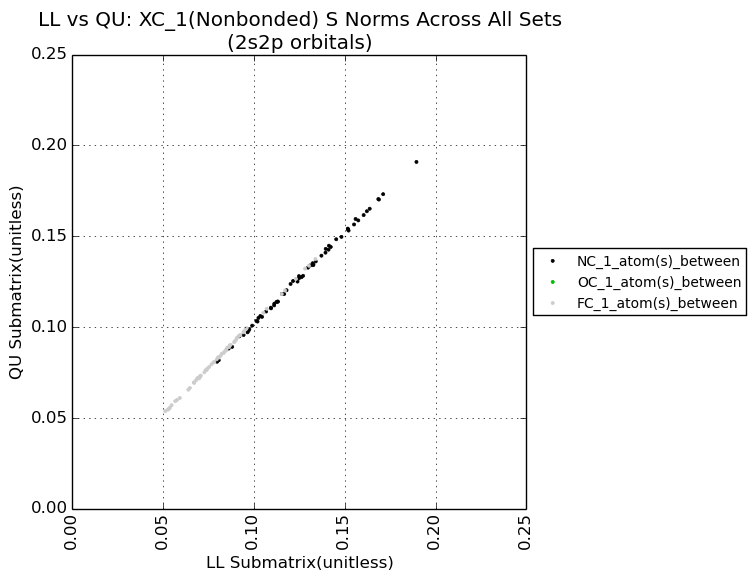 LL vs QU: XC_1(Nonbonded) S Norms Across All Sets
(2s2p orbitals)
0.25
0.20
0.15
0.10
0.05
0.00
QU Submatrix(unitless)
0.00
0.05
0.10
0.15
0.20
0.25
LL Submatrix(unitless)
NC_1_atom(s)_between
OC_1_atom(s)_between
FC_1_atom(s)_between